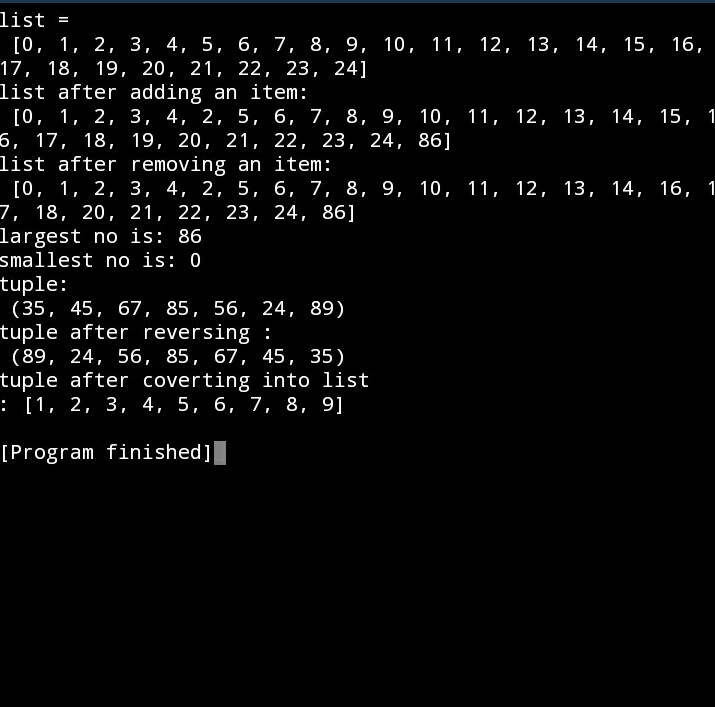 list =
[0, 1, 2, 3, 4, 5, 6, 7, 8, 9, 10, 11, 12, 13, 14, 15, 16,
17, 18, 19, 20, 21, 22, 23, 24]
list after adding an item:
[0, 1, 2, 3, 4, 2, 5, 6, 7, 8, 9, 10, 11, 12, 13, 14, 15, 1
6, 17, 18, 19, 20, 21, 22, 23, 24, 86]
list after removing an item:
[0, 1, 2, 3, 4, 2, 5, 6, 7, 8, 9, 10, 11, 12, 13, 14, 16, 1
7, 18, 20, 21, 22, 23, 24, 86]
largest no is: 86
smallest no is: 0
tuple:
(35, 45, 67, 85, 56, 24, 89)
tuple after reversing :
(89, 24, 56, 85, 67, 45, 35)
tuple after coverting into list
: [1, 2, 3, 4, 5, 6, 7, 8, 9]
[Program finished]